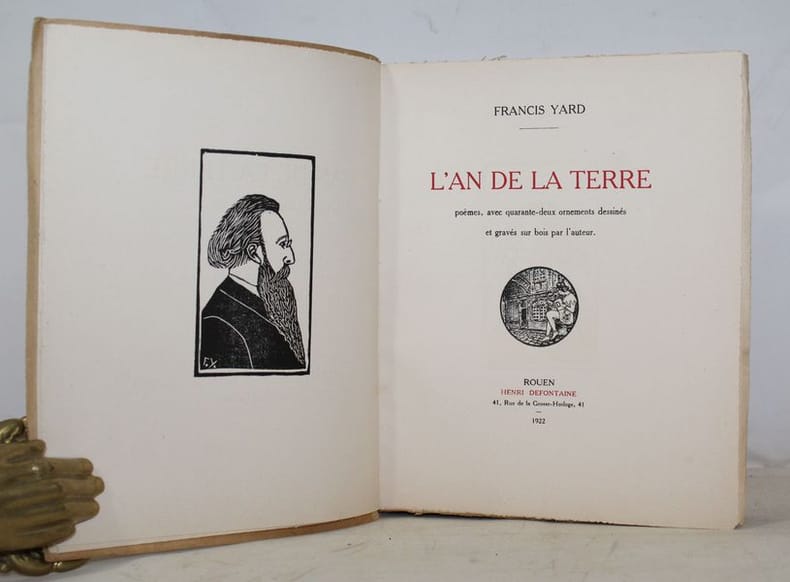 F.Y.
FRANCIS YARD
L'AN DE LA TERRE
poèmes, avec quarante-deux ornements dessinés
et gravés sur bois par l'auteur.
ROUEN
HENRI DEFONTAINE
41, Rue de la Grosse-Horloge, 41
1922